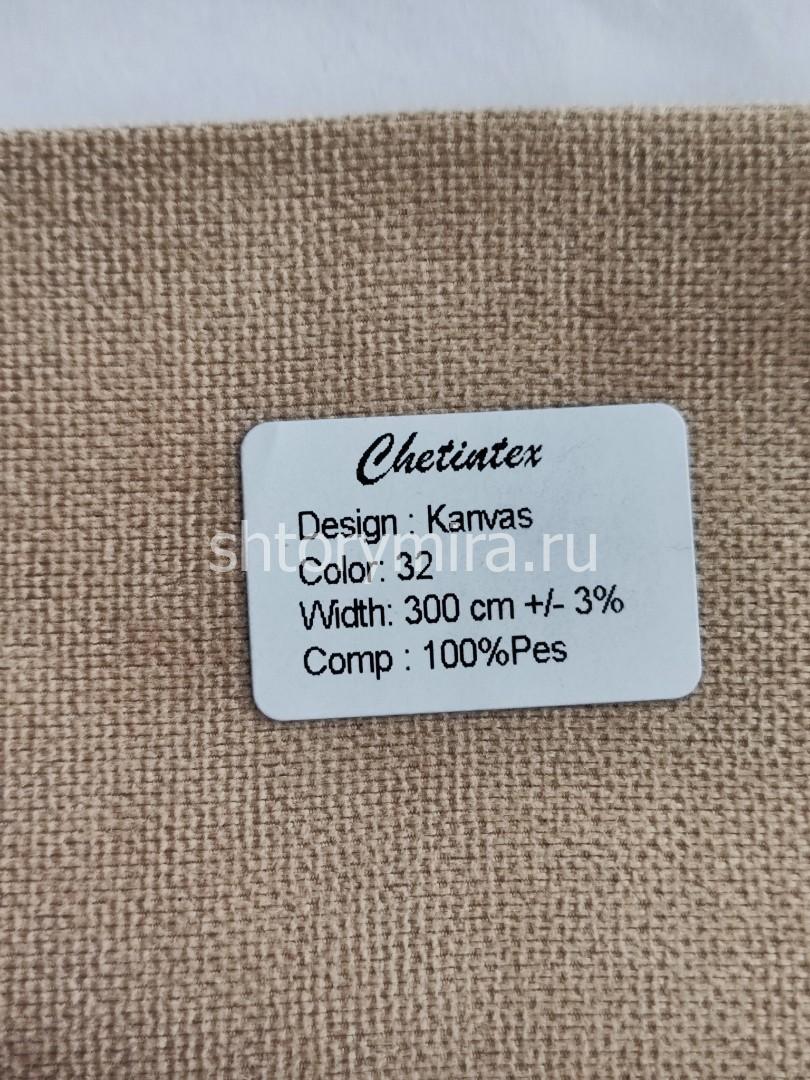 Chetintex
Design : Kanvas
shtorymira.ru
Color: 32
Width: 300 cm +/- 3%
Comp : 100%Pes